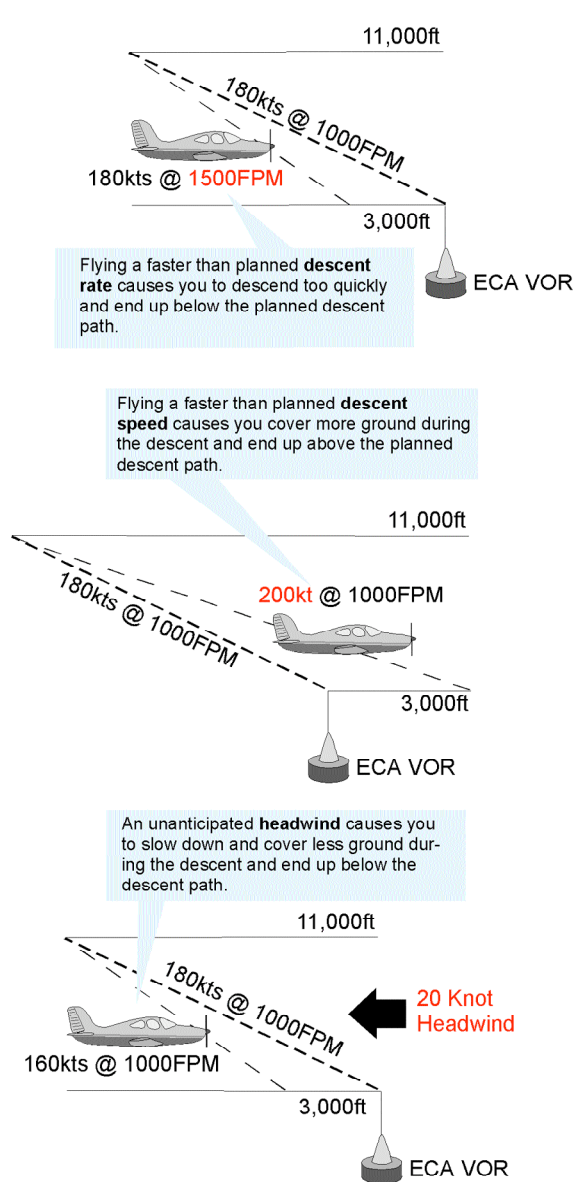 11,000ft
180kts @ 1000FPM
180kts @ 1500FPM
3,000ft
Flying a faster than planned descent
rate causes you to descend too quickly
and end up below the planned descent
path.
ECA VOR
Flying a faster than planned descent
speed causes you cover more ground during
the descent and end up above the planned
descent path.
11,000ft
180kts @ 1000FPM
200kt @ 1000FPM
3,000ft
ECA VOR
An unanticipated headwind causes you
to slow down and cover less ground dur-
ing the descent and end up below the
descent path.
11,000ft
180kts @ 1000FPM
20 Knot
Headwind
160kts @ 1000FPM
3,000ft
ECA VOR